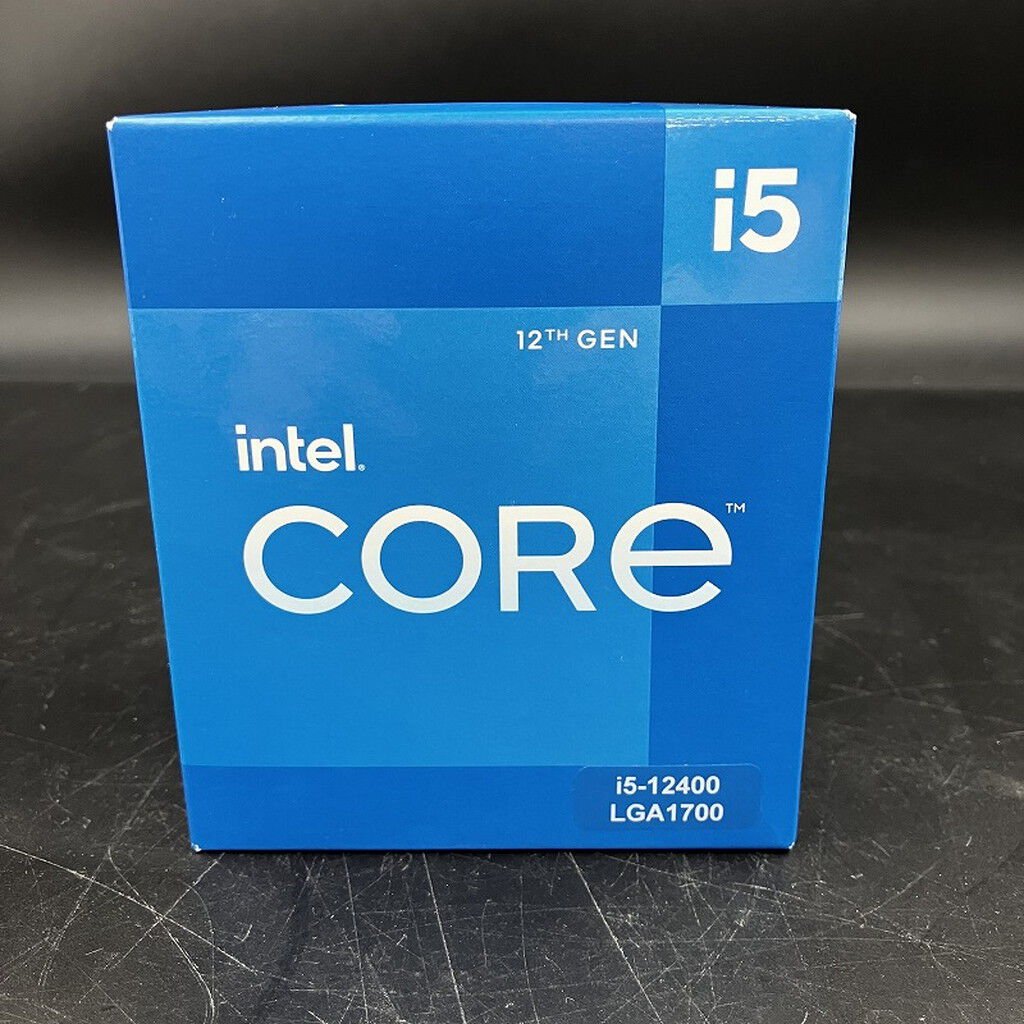 i5
12TH GEN
intel.
CORe™
i5-12400
LGA1700